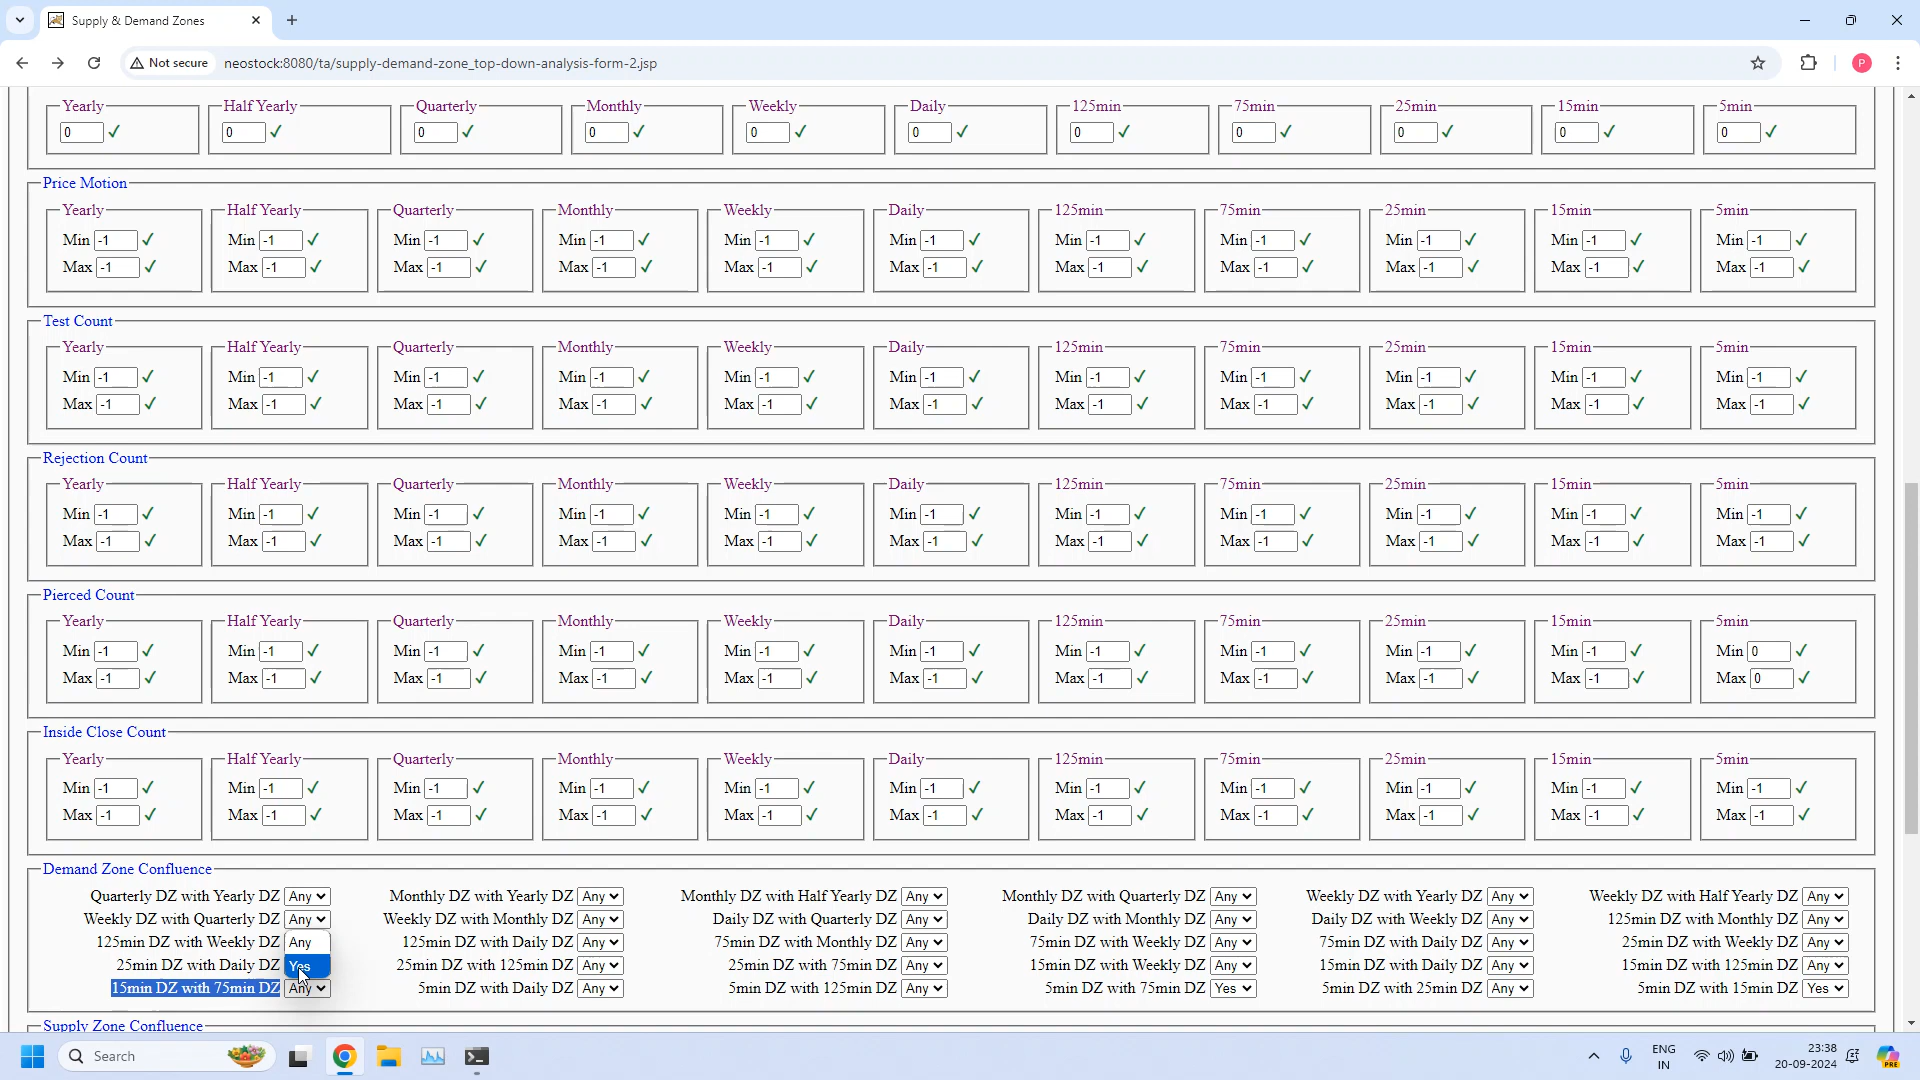 Supply & Demand Zones
Not secure
neostock:8080/ta/supply-demand-zone_top-down-analysis-form-2.jsp
P
Yearly Half Yearly Quarterly Monthly Weekly Daily 125min 75min 25min 15min 5min
0 0 0 0 0 0 0 0 0 0 0
Price Motion
Yearly Half Yearly Quarterly Monthly Weekly Daily 125min 75min 25min 15min 5min
Min -1 Min -1 Min -1 Min -1 Min -1 Min -1 Min -1 Min -1 Min -1 Min -1 Min -1
Max -1 Max -1 Max -1 Max -1 Max -1 Max -1 Max -1 Max -1 Max -1 Max -1 Max -1
Test Count
Yearly Half Yearly Quarterly Monthly Weekly Daily 125min 75min 25min 15min 5min
Min -1 Min -1 Min -1 Min -1 Min -1 Min -1 Min -1 Min -1 Min -1 Min -1 Min -1
Max -1 Max -1 Max -1 Max -1 Max -1 Max -1 Max -1 Max -1 Max -1 Max -1 Max -1
Rejection Count
Yearly Half Yearly Quarterly Monthly Weekly Daily 125min 75min 25min 15min 5min
Min -1 Min -1 Min -1 Min -1 Min -1 Min -1 Min -1 Min -1 Min -1 Min -1 Min -1
Max -1 Max -1 Max -1 Max -1 Max -1 Max -1 Max -1 Max -1 Max -1 Max -1 Max -1
Pierced Count
Yearly Half Yearly Quarterly Monthly Weekly Daily 125min 75min 25min 15min 5min
Min -1 Min -1 Min -1 Min -1 Min -1 Min -1 Min -1 Min -1 Min -1 Min -1 Min 0
Max -1 Max -1 Max -1 Max -1 Max -1 Max -1 Max -1 Max -1 Max -1 Max -1 Max 0
Inside Close Count
Yearly Half Yearly Quarterly Monthly Weekly Daily 125min 75min 25min 15min 5min
Min -1 Min -1 Min -1 Min -1 Min -1 Min -1 Min -1 Min -1 Min -1 Min -1 Min -1
Max -1 Max -1 Max -1 Max -1 Max -1 Max -1 Max -1 Max -1 Max -1 Max -1 Max -1
Demand Zone Confluence
Quarterly DZ with Yearly DZ Any Monthly DZ with Yearly DZ Any Monthly DZ with Half Yearly DZ Any Monthly DZ with Quarterly DZ Any Weekly DZ with Yearly DZ Any Weekly DZ with Half Yearly DZ Any
Weekly DZ with Quarterly DZ Any Weekly DZ with Monthly DZ Any Daily DZ with Quarterly DZ Any Daily DZ with Monthly DZ Any Daily DZ with Weekly DZ Any 125min DZ with Monthly DZ Any
125min DZ with Weekly DZ Any 125min DZ with Daily DZ Any 75min DZ with Monthly DZ Any 75min DZ with Weekly DZ Any 75min DZ with Daily DZ Any 25min DZ with Weekly DZ Any
25min DZ with Daily DZ Yes 25min DZ with 125min DZ Any 25min DZ with 75min DZ Any 15min DZ with Weekly DZ Any 15min DZ with Daily DZ Any 15min DZ with 125min DZ Any
15min DZ with 75min DZ Any 5min DZ with Daily DZ Any 5min DZ with 125min DZ Any 5min DZ with 75min DZ Yes 5min DZ with 25min DZ Any 5min DZ with 15min DZ Yes
Supply Zone Confluence
Search
ENG
IN
23:38
20-09-2024
PRE